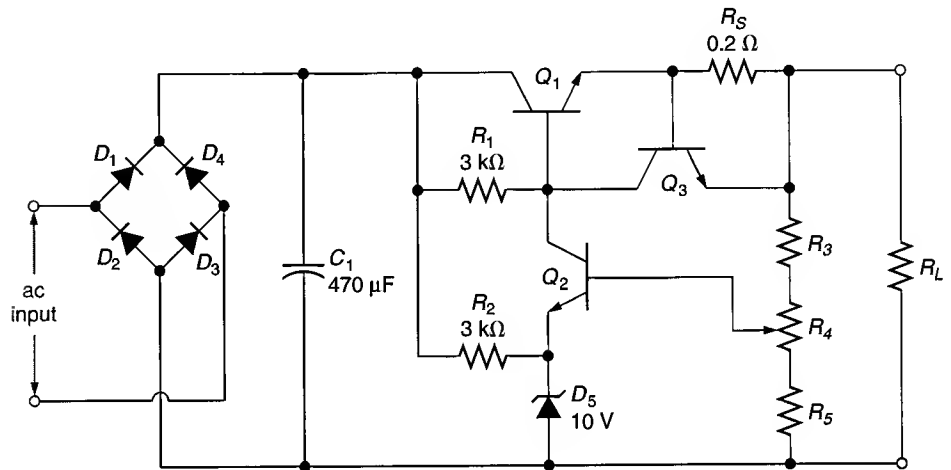 R_S
0.2 Ω
Q_1
D_1
D_4
R_1
3 kΩ
Q_3
D_2
D_3
R_3
C_1
470 μF
Q_2
R_L
ac
input
R_2
3 kΩ
R_4
D_5
10 V
R_5